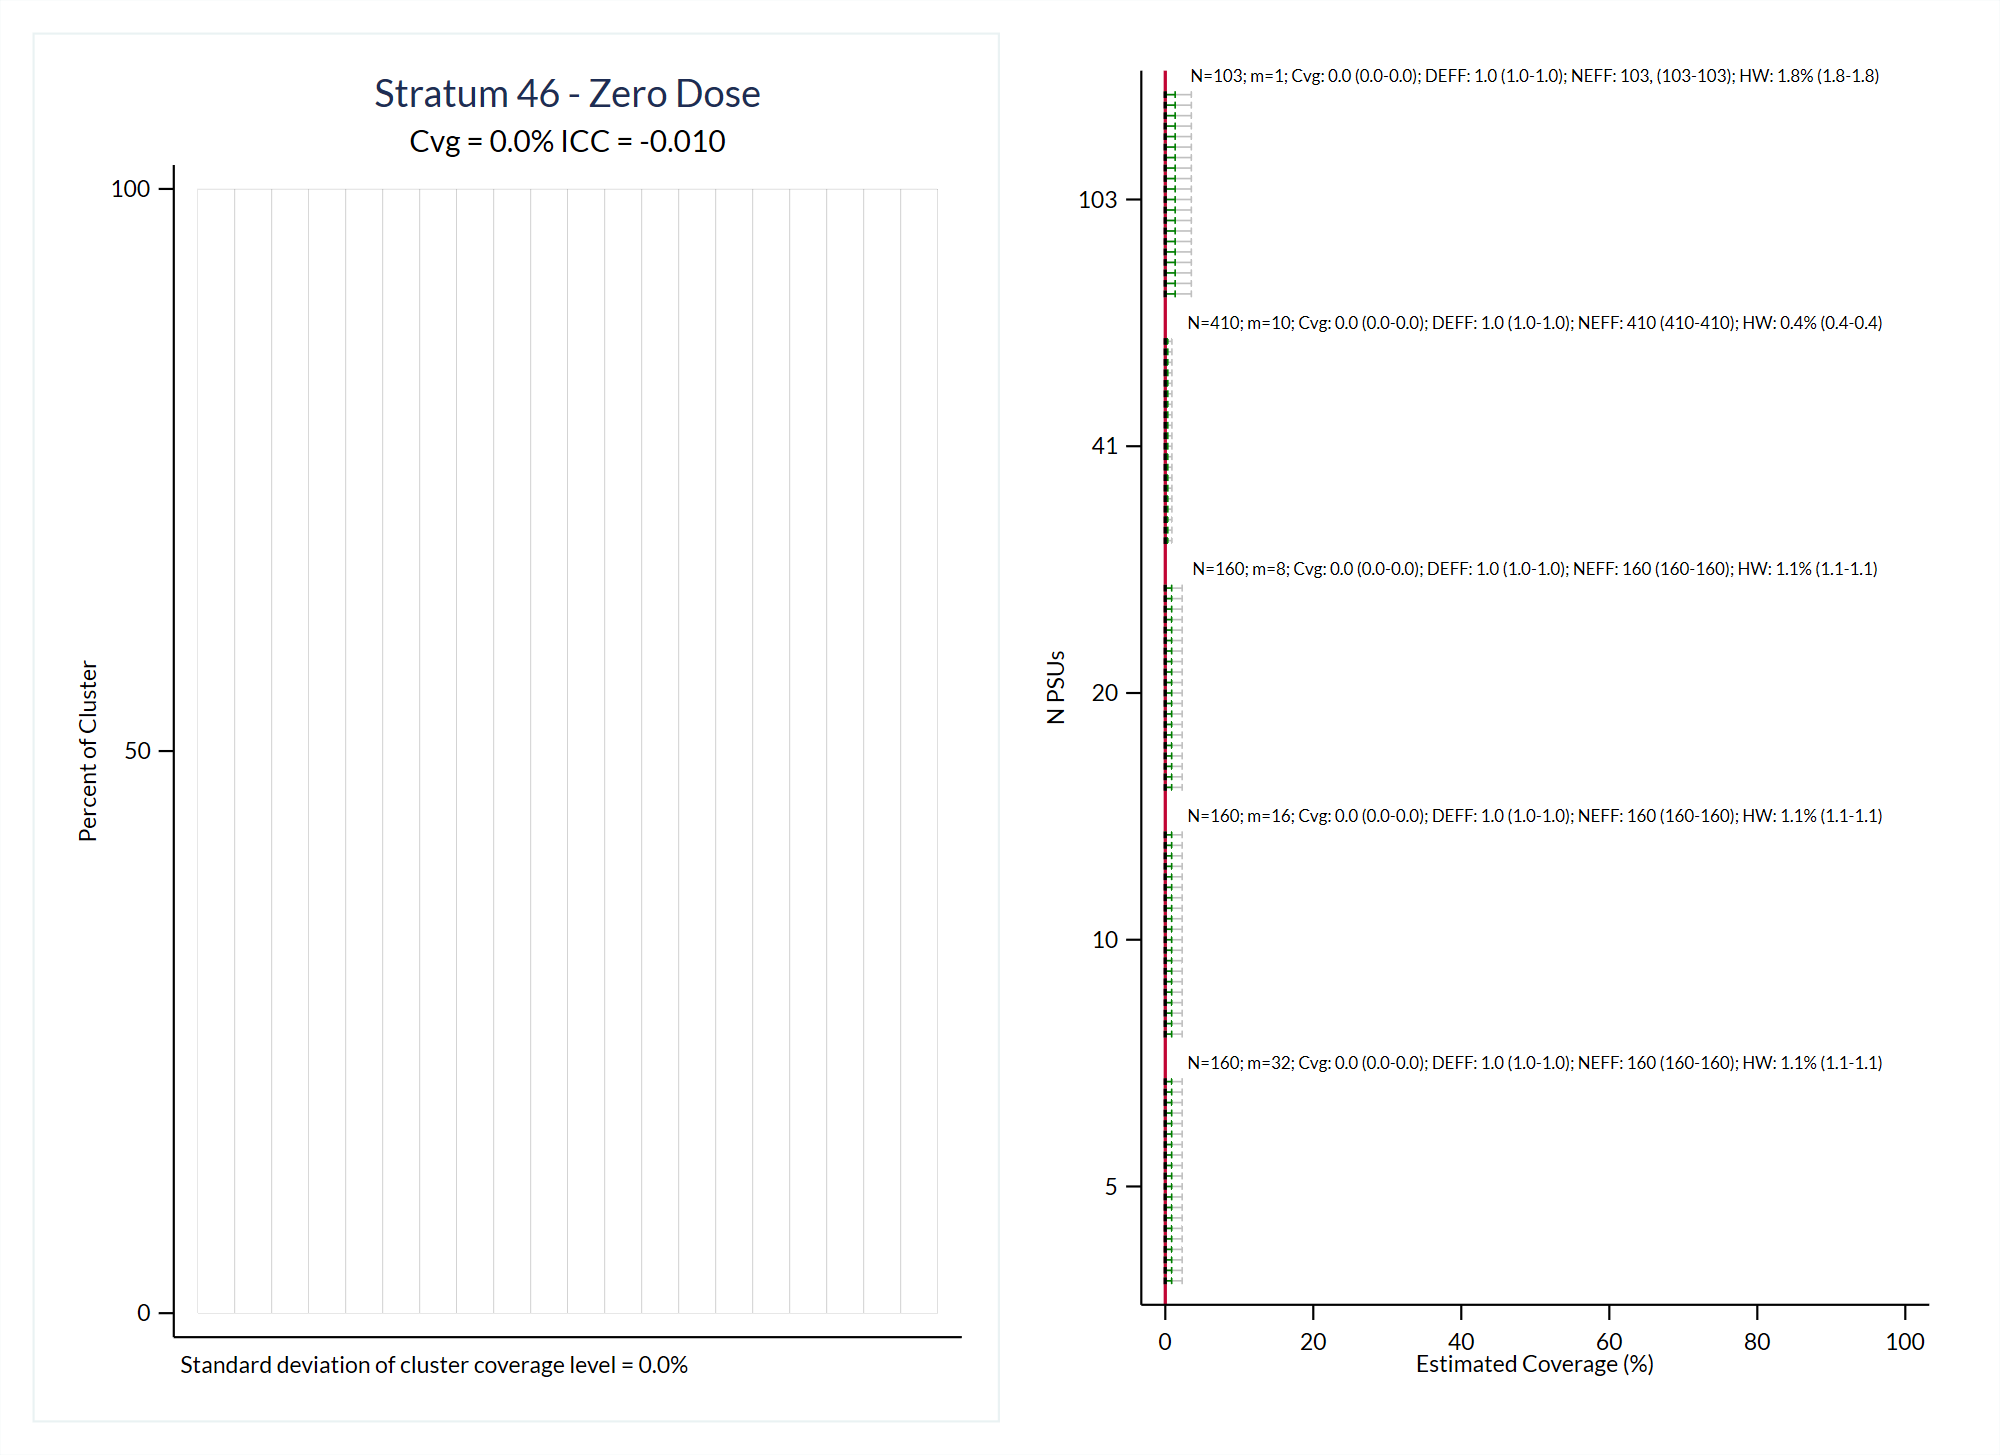 Stratum 46 - Zero Dose
Cvg = 0.0% ICC = -0.010
100
50
0
Percent of Cluster
Standard deviation of cluster coverage level = 0.0%
N=103; m=1; Cvg: 0.0 (0.0-0.0); DEFF: 1.0 (1.0-1.0); NEFF: 103, (103-103); HW: 1.8% (1.8-1.8)
103
N=410; m=10; Cvg: 0.0 (0.0-0.0); DEFF: 1.0 (1.0-1.0); NEFF: 410 (410-410); HW: 0.4% (0.4-0.4)
41
N=160; m=8; Cvg: 0.0 (0.0-0.0); DEFF: 1.0 (1.0-1.0); NEFF: 160 (160-160); HW: 1.1% (1.1-1.1)
20
N PSUs
N=160; m=16; Cvg: 0.0 (0.0-0.0); DEFF: 1.0 (1.0-1.0); NEFF: 160 (160-160); HW: 1.1% (1.1-1.1)
10
N=160; m=32; Cvg: 0.0 (0.0-0.0); DEFF: 1.0 (1.0-1.0); NEFF: 160 (160-160); HW: 1.1% (1.1-1.1)
5
0 20 40 60 80 100
Estimated Coverage (%)